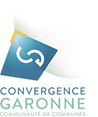 CONVERGENCE
GARONNE
COMMUNAUTÉ DE COMMUNES